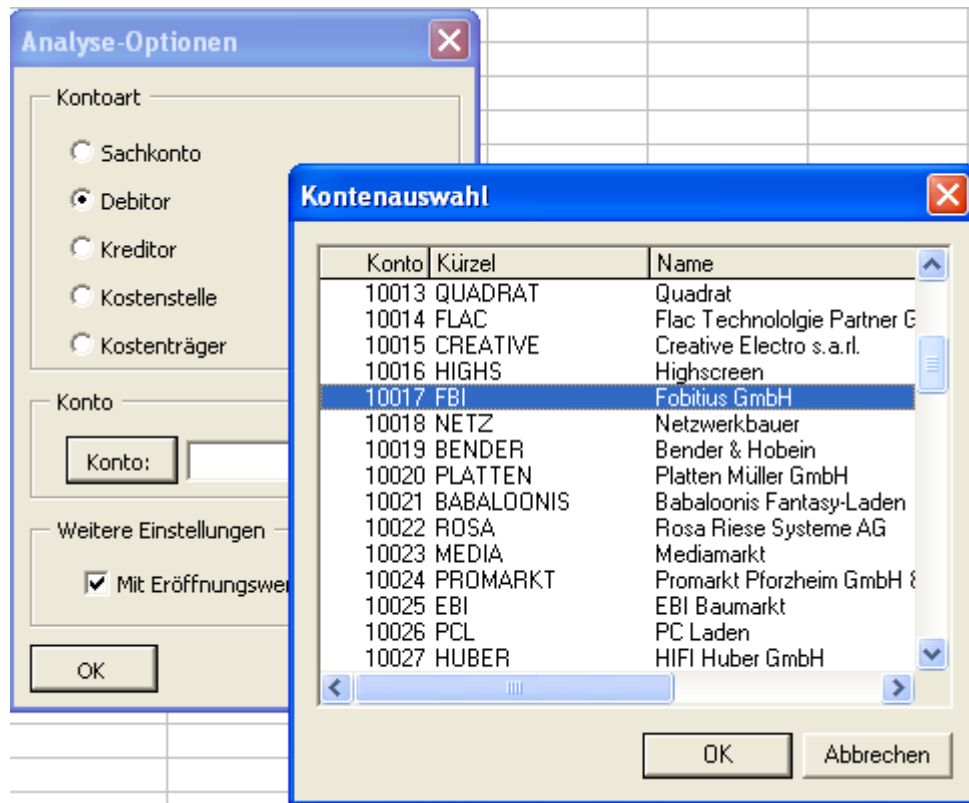 Analyse-Optionen
Kontoart
Sachkonto
Debitor
Kreditor
Kostenstelle
Kostenträger
Konto
Konto:
Weitere Einstellungen
Mit Eröffnungswer
OK
Kontenauswahl
Konto Kürzel Name
10013 QUADRAT Quadrat
10014 FLAC Flac Technololgie Partner G
10015 CREATIVE Creative Electro s.a.rl.
10016 HIGHS Highscreen
10017 FBI Fobitius GmbH
10018 NETZ Netzwerkbauer
10019 BENDER Bender & Hobein
10020 PLATTEN Platten Müller GmbH
10021 BABALOONIS Babaloonis Fantasy-Laden
10022 ROSA Rosa Riese Systeme AG
10023 MEDIA Mediamarkt
10024 PROMARKT Promarkt Pforzheim GmbH &
10025 EBI EBI Baumarkt
10026 PCL PC Laden
10027 HUBER HIFI Huber GmbH
OK Abbrechen